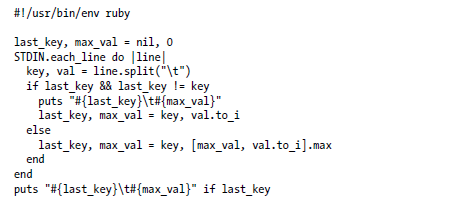 #!/usr/bin/env ruby

last_key, max_val = nil, 0
STDIN.each_line do |line|
  key, val = line.split("\t")
  if last_key && last_key != key
    puts "#{last_key}\t#{max_val}"
    last_key, max_val = key, val.to_i
  else
    last_key, max_val = key, [max_val, val.to_i].max
  end
end
puts "#{last_key}\t#{max_val}" if last_key